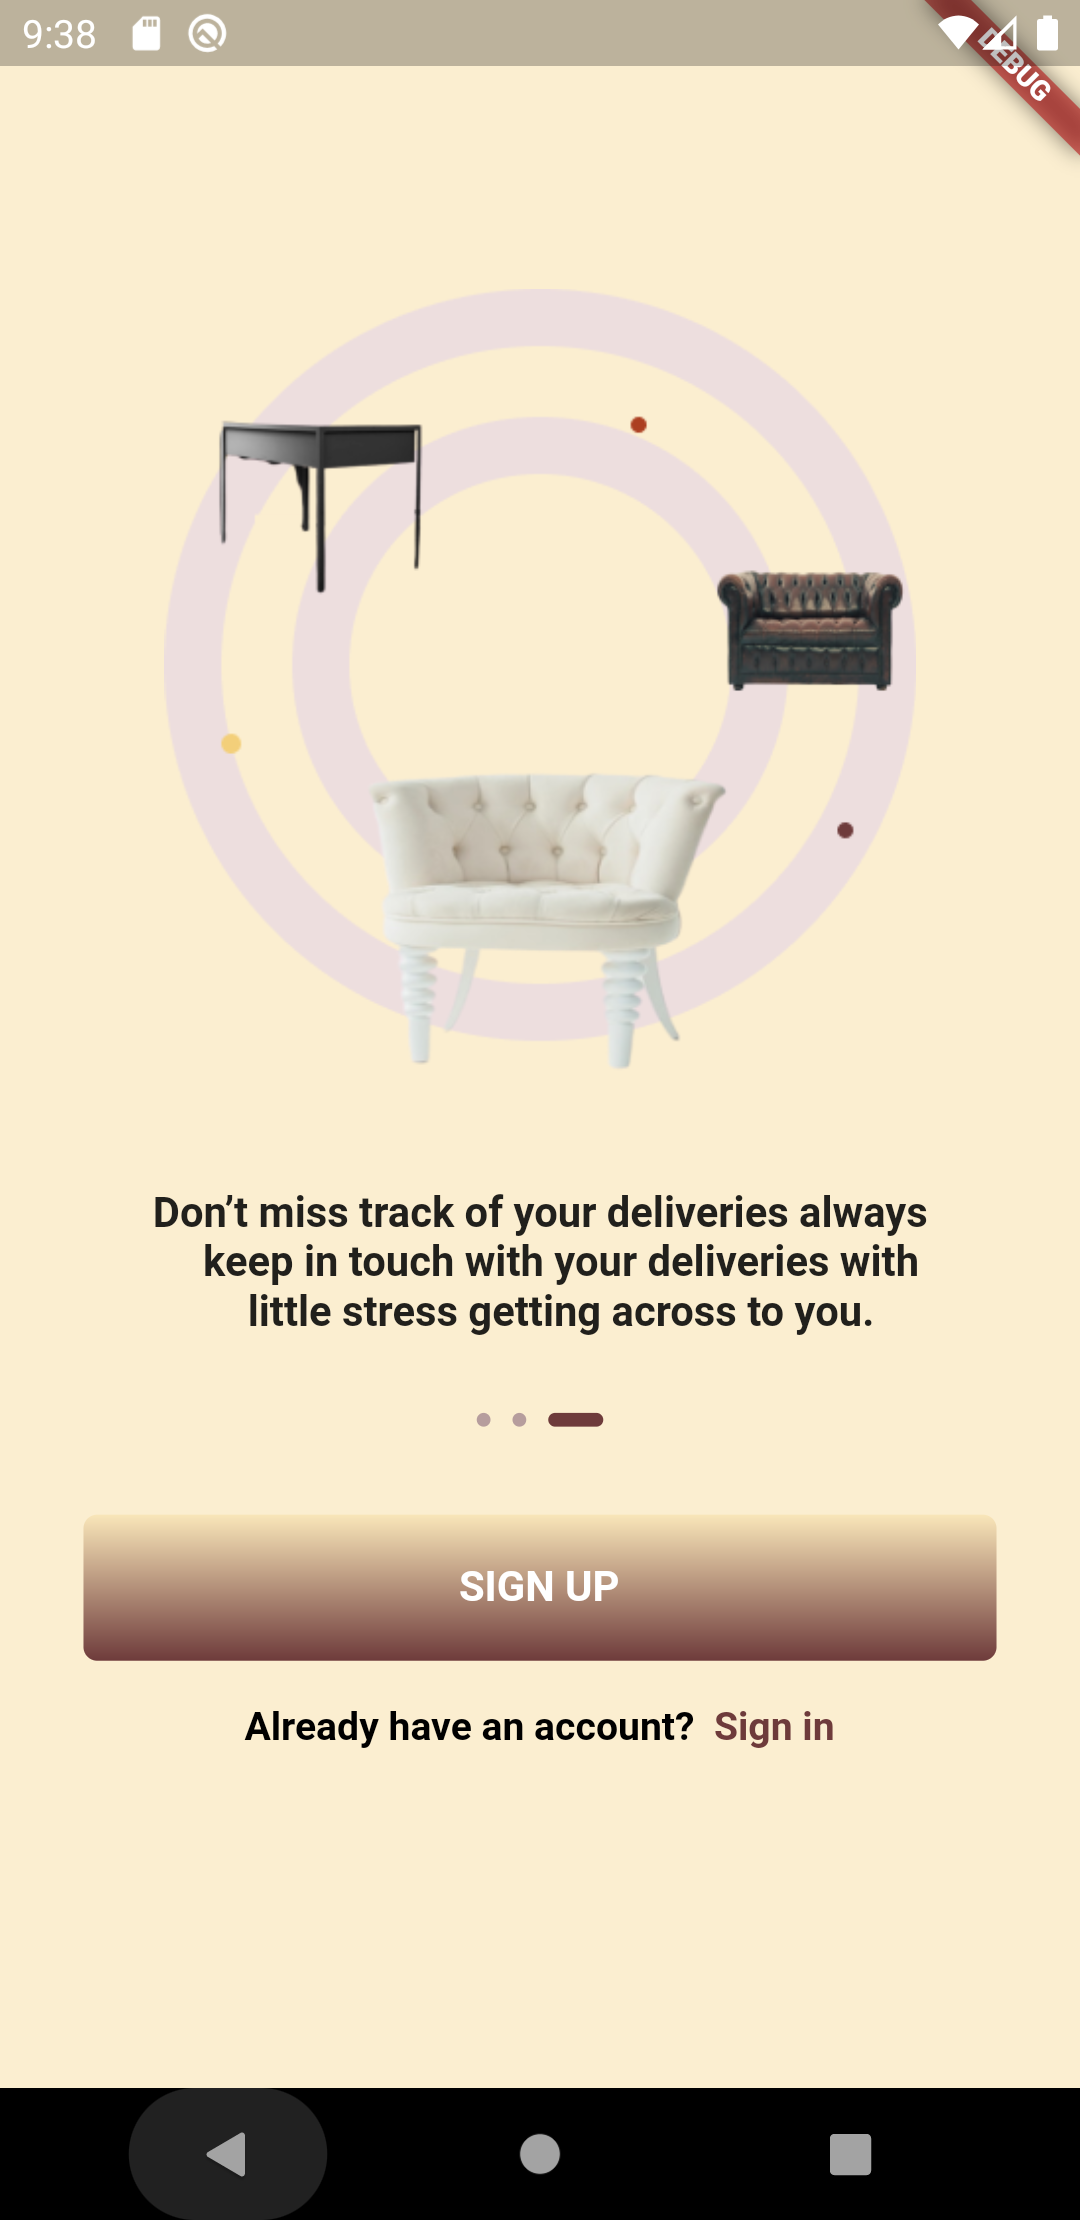 9:38
DEBUG
Don’t miss track of your deliveries always
keep in touch with your deliveries with
little stress getting across to you.
SIGN UP
Already have an account? Sign in